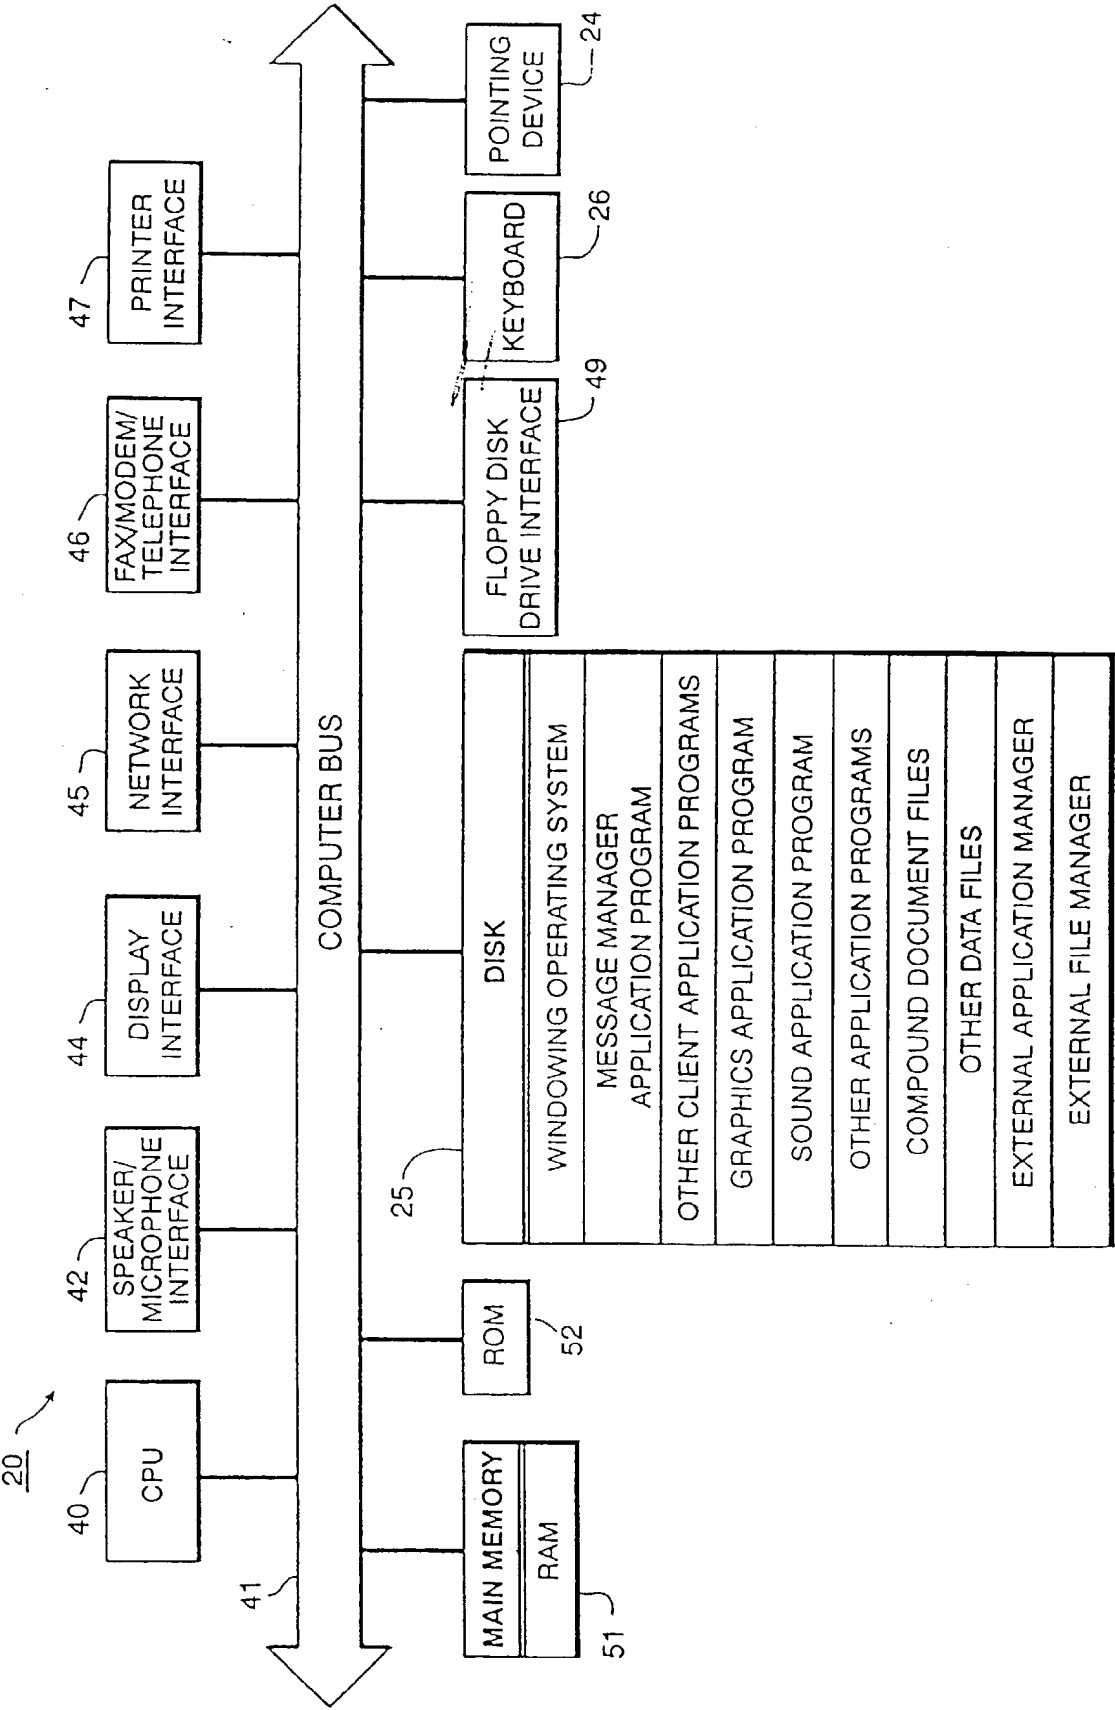 20
40
CPU
42
SPEAKER/
MICROPHONE
INTERFACE
44
DISPLAY
INTERFACE
45
NETWORK
INTERFACE
46
FAX/MODEM/
TELEPHONE
INTERFACE
47
PRINTER
INTERFACE
41
COMPUTER BUS
MAIN MEMORY
RAM
51
ROM
52
25
DISK
WINDOWING OPERATING SYSTEM
MESSAGE MANAGER
APPLICATION PROGRAM
OTHER CLIENT APPLICATION PROGRAMS
GRAPHICS APPLICATION PROGRAM
SOUND APPLICATION PROGRAM
OTHER APPLICATION PROGRAMS
COMPOUND DOCUMENT FILES
OTHER DATA FILES
EXTERNAL APPLICATION MANAGER
EXTERNAL FILE MANAGER
FLOPPY DISK
DRIVE INTERFACE
49
KEYBOARD
26
POINTING
DEVICE
24